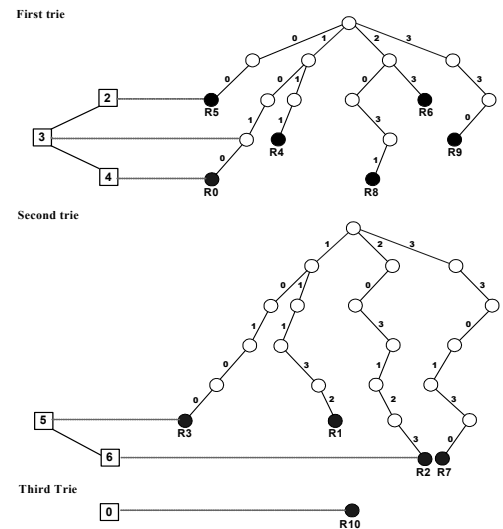 First trie
0 1 2 3
0 0 1 0 3 3
2 R5 R6
1 1 3 0
3 R4 R9
0 1
4 R0 R8
Second trie
1 2 3
0 1 0 3
1 1 3 0
0 3 1 1
0 2 2 3
5 R3 R1
3 0
6 R2 R7
Third Trie
0 R10